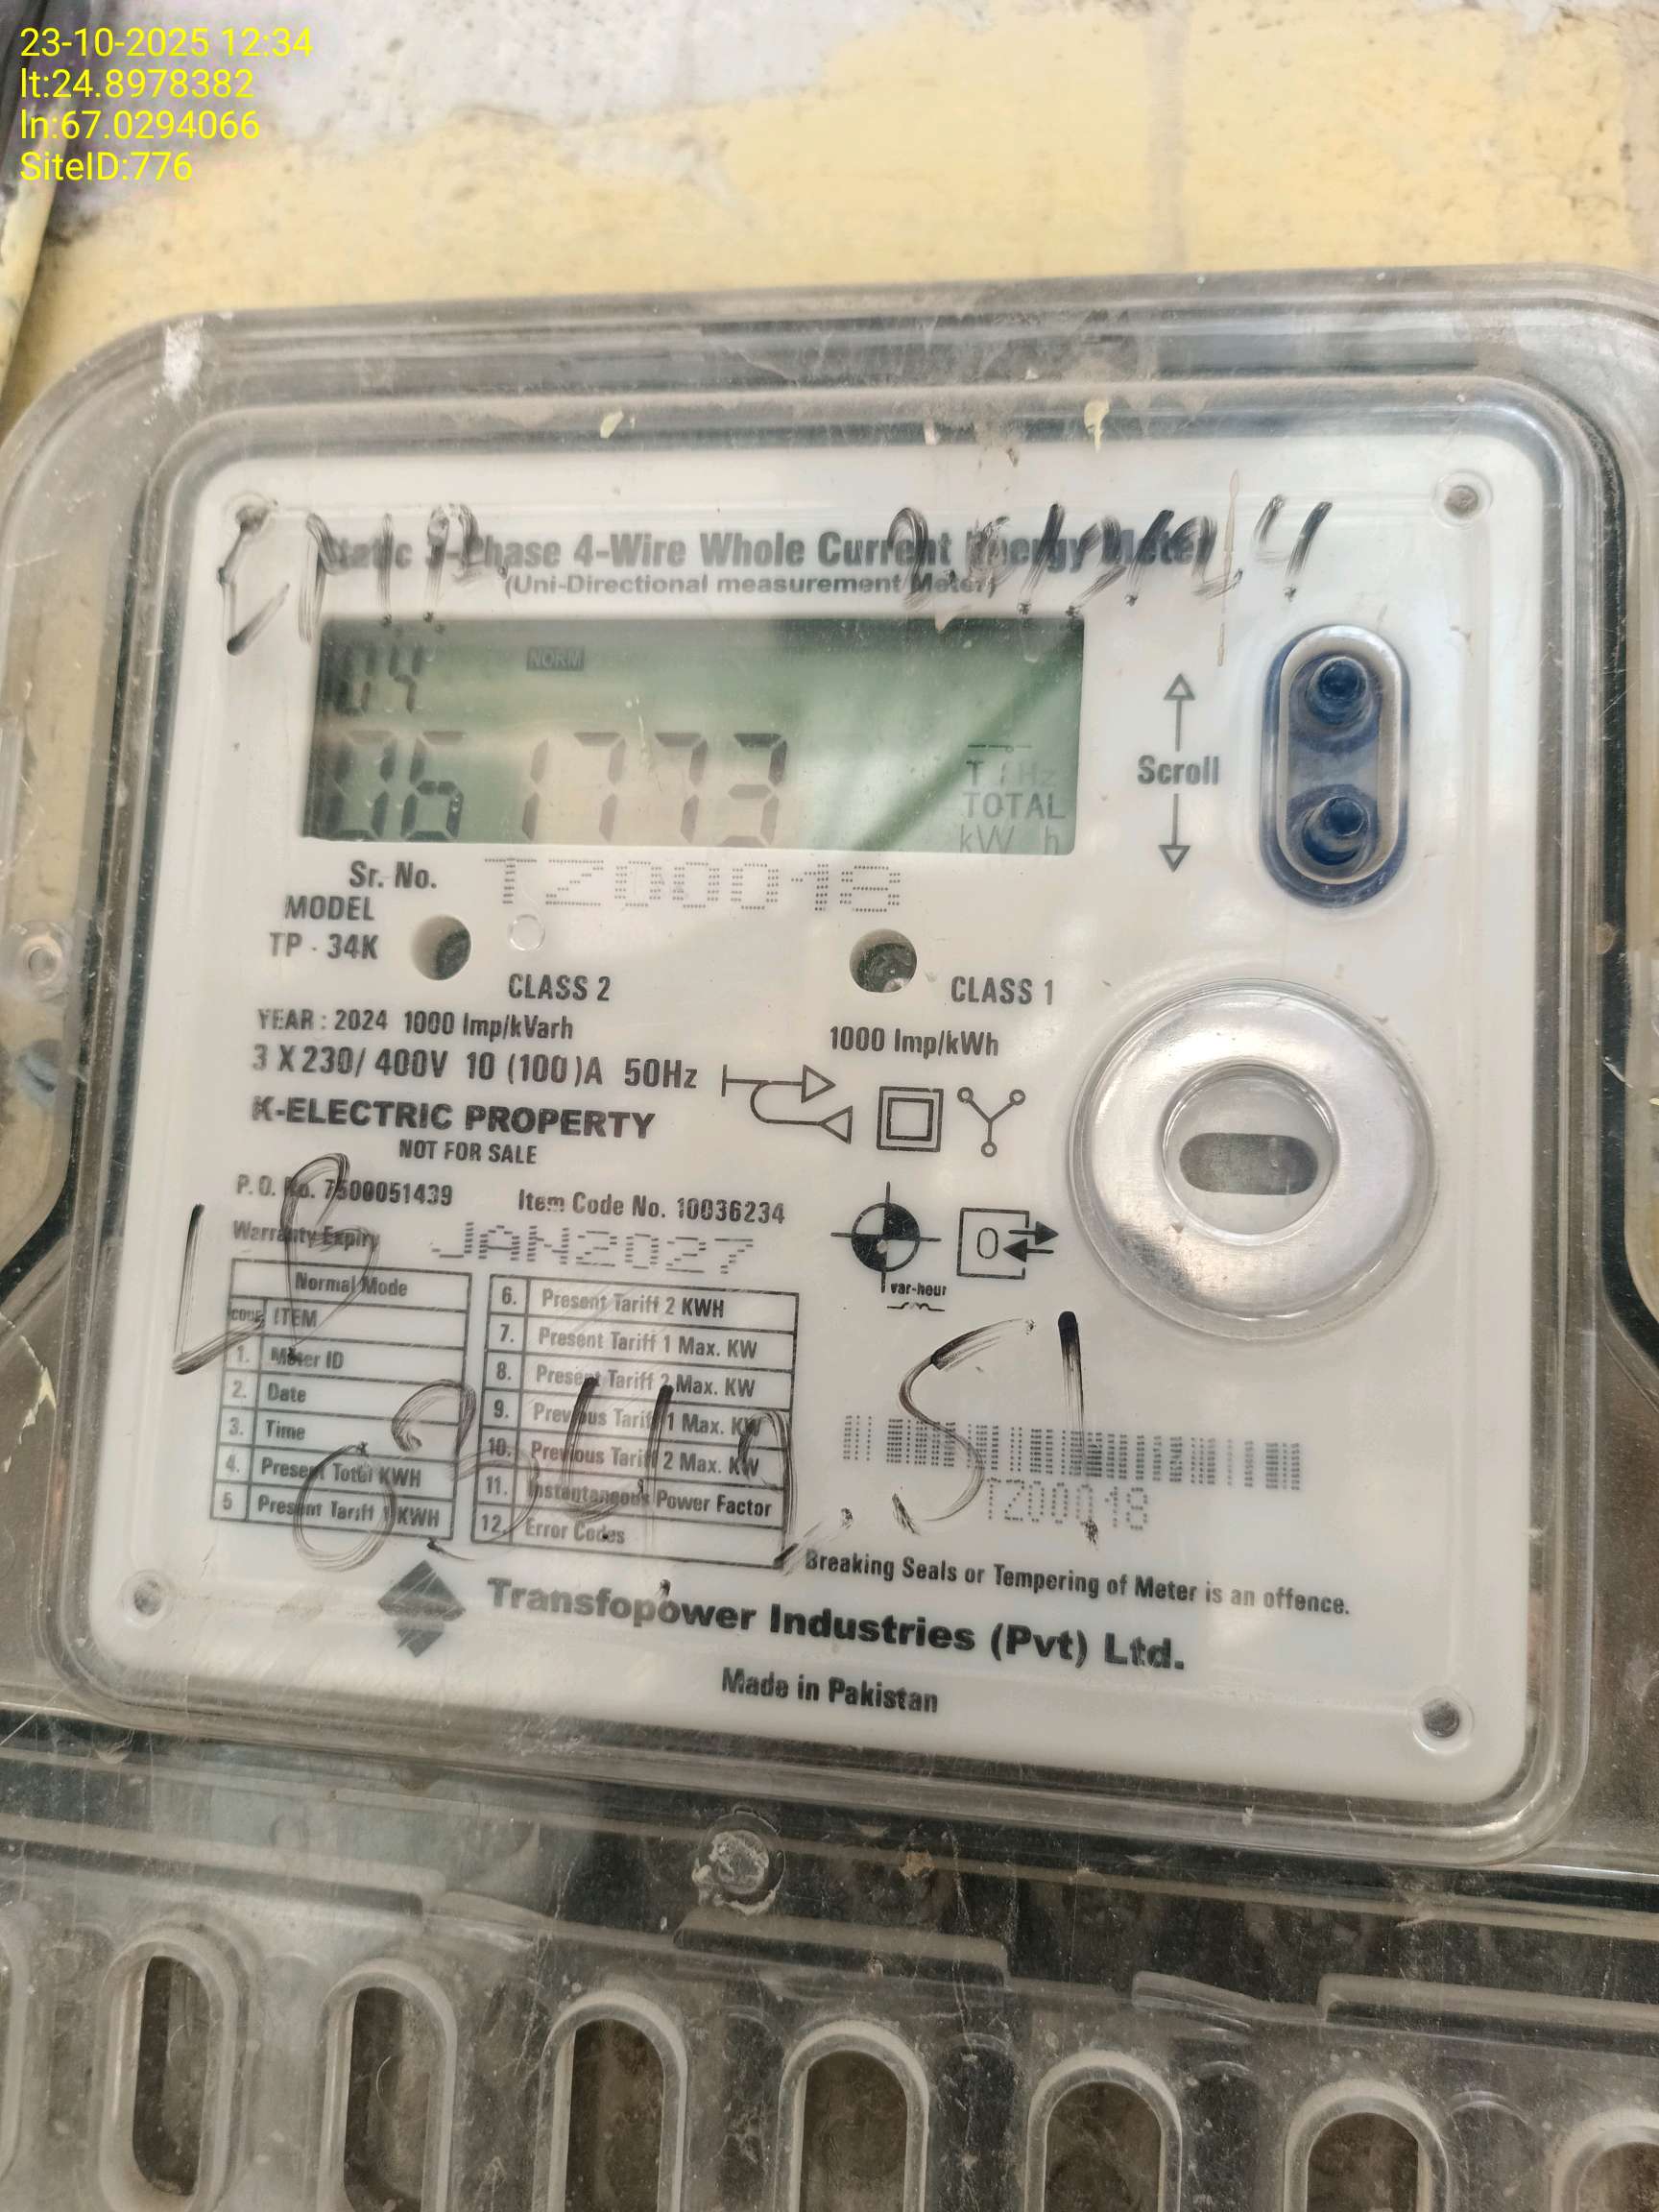 23-10-2025 12:34
lt:24.8978382
ln:67.0294066
SiteID:776
Static 3-Phase 4-Wire Whole Current Energy Meter
(Uni-Directional measurement Meter)
04 NORM
061773
T
TOTAL
kW h
Scroll
Sr. No. TZ00018
MODEL
TP - 34K
CLASS 2 CLASS 1
YEAR : 2024 1000 Imp/kVarh 1000 Imp/kWh
3 X 230/ 400V 10 (100)A 50Hz
K-ELECTRIC PROPERTY
NOT FOR SALE
P.O. No. 7500051439 Item Code No. 10036234
Warranty Expiry JAN2027
0
var-hour
Normal Mode
CODE ITEM
1. Meter ID
2. Date
3. Time
4. Present Total KWH
5 Present Tariff 1 KWH
6. Present Tariff 2 KWH
7. Present Tariff 1 Max. KW
8. Present Tariff 2 Max. KW
9. Previous Tariff 1 Max. KW
10. Previous Tariff 2 Max. KW
11. Instantaneous Power Factor
12. Error Codes
S1
TZ00018
Breaking Seals or Tempering of Meter is an offence.
Transfopower Industries (Pvt) Ltd.
Made in Pakistan